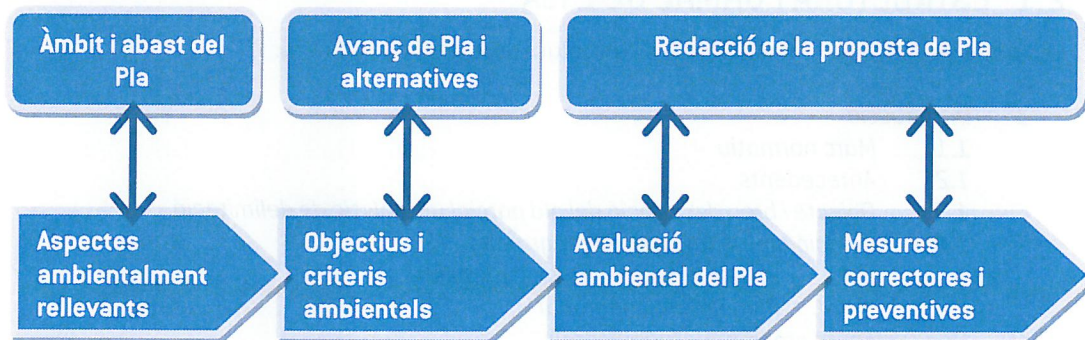 Àmbit i abast del
Pla
Avanç de Pla i
alternatives
Redacció de la proposta de Pla
Aspectes
ambientalment
rellevants
Objectius i
criteris
ambientals
Avaluació
ambiental del Pla
Mesures
correctores i
preventives